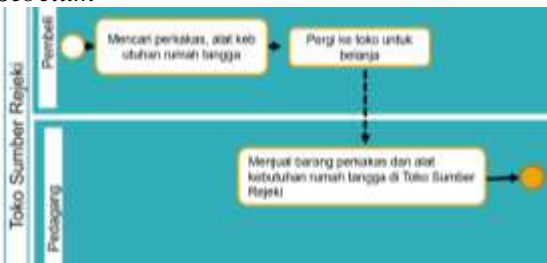 Toko Sumber Rejeki
Pembeli
Mencari perkakas, alat keb
utuhan rumah tangga
Pergi ke toko untuk
belanja
Pedagang
Menjual barang perkakas dan alat
kebutuhan rumah tangga di Toko Sumber
Rejeki